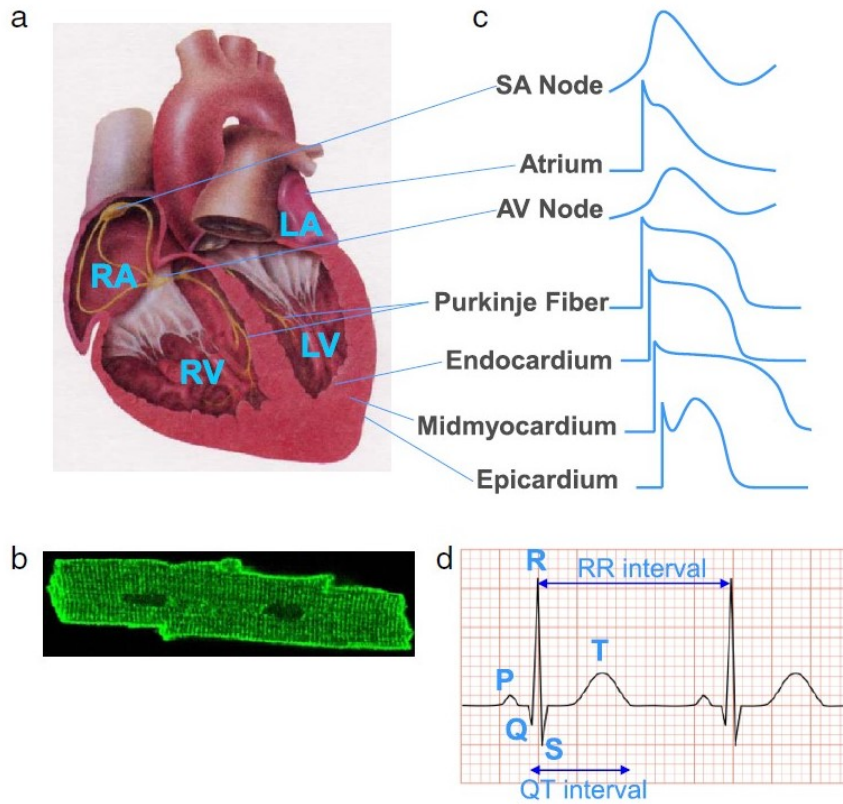 a
c
SA Node
Atrium
LA
AV Node
RA
Purkinje Fiber
LV
Endocardium
RV
Midmyocardium
Epicardium
b
d
R
RR interval
T
P
Q
S
QT interval